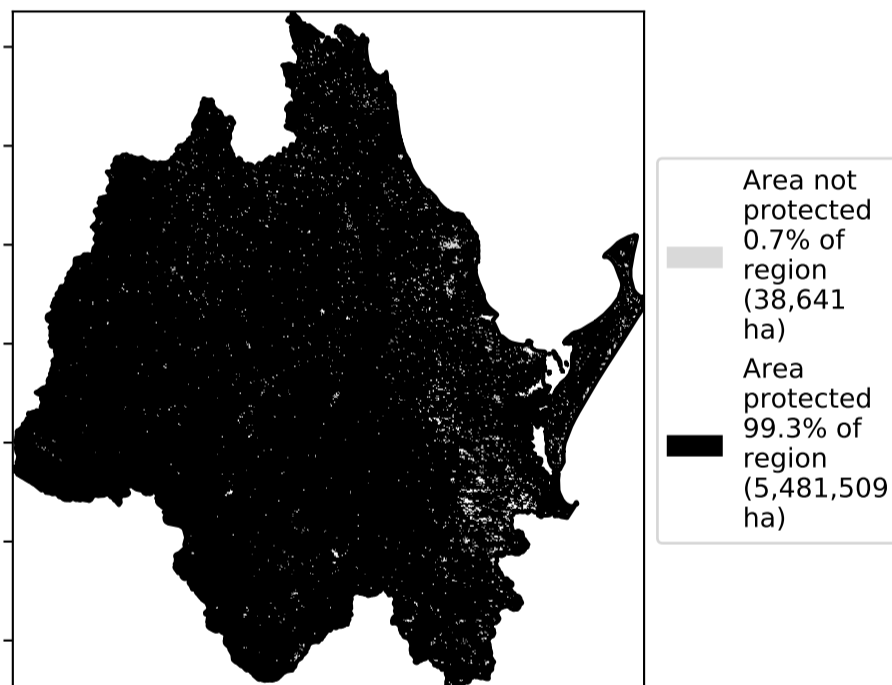 Area not
protected
0.7% of
region
(38,641
ha)
Area
protected
99.3% of
region
(5,481,509
ha)